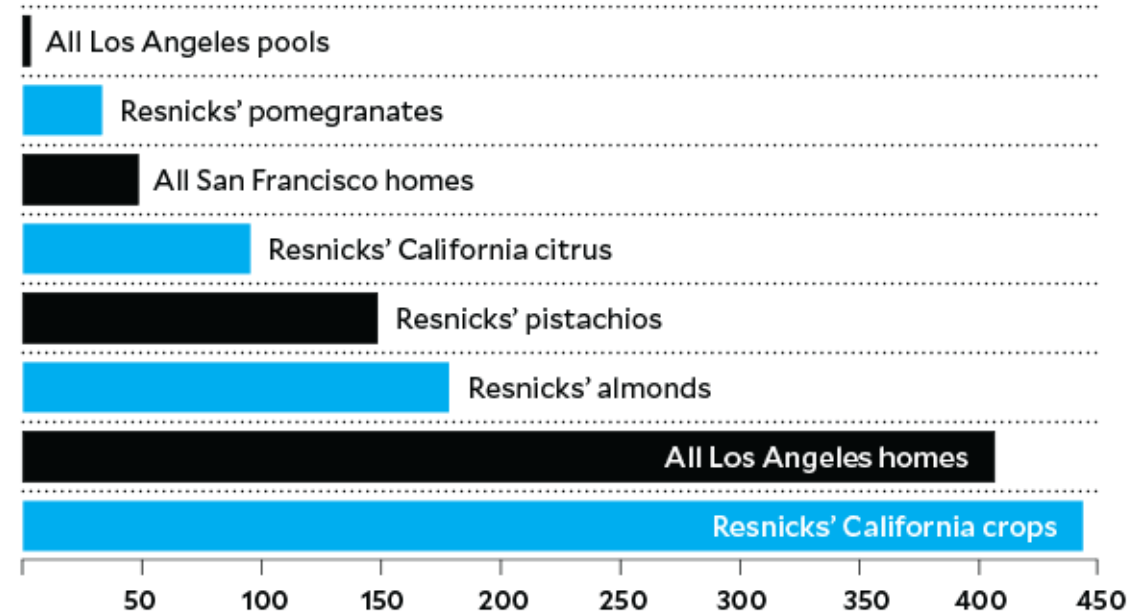 All Los Angeles pools
Resnicks’ pomegranates
All San Francisco homes
Resnicks’ California citrus
Resnicks’ pistachios
Resnicks’ almonds
All Los Angeles homes
Resnicks’ California crops
50 100 150 200 250 300 350 400 450